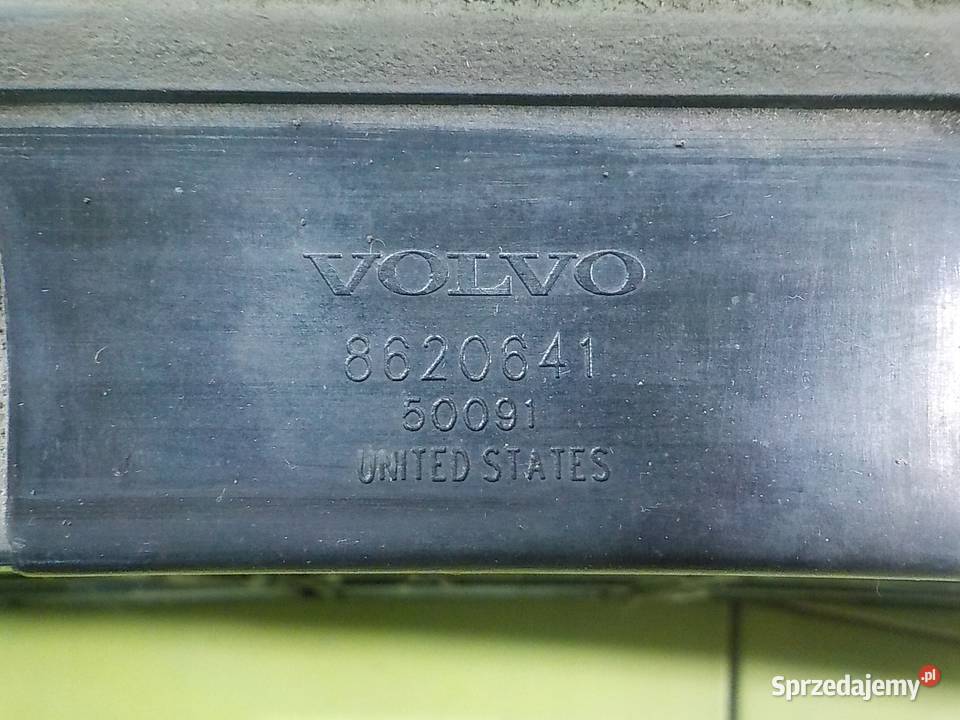 VOLVO
8620641
50091
UNITED STATES
Sprzedajemy.pl